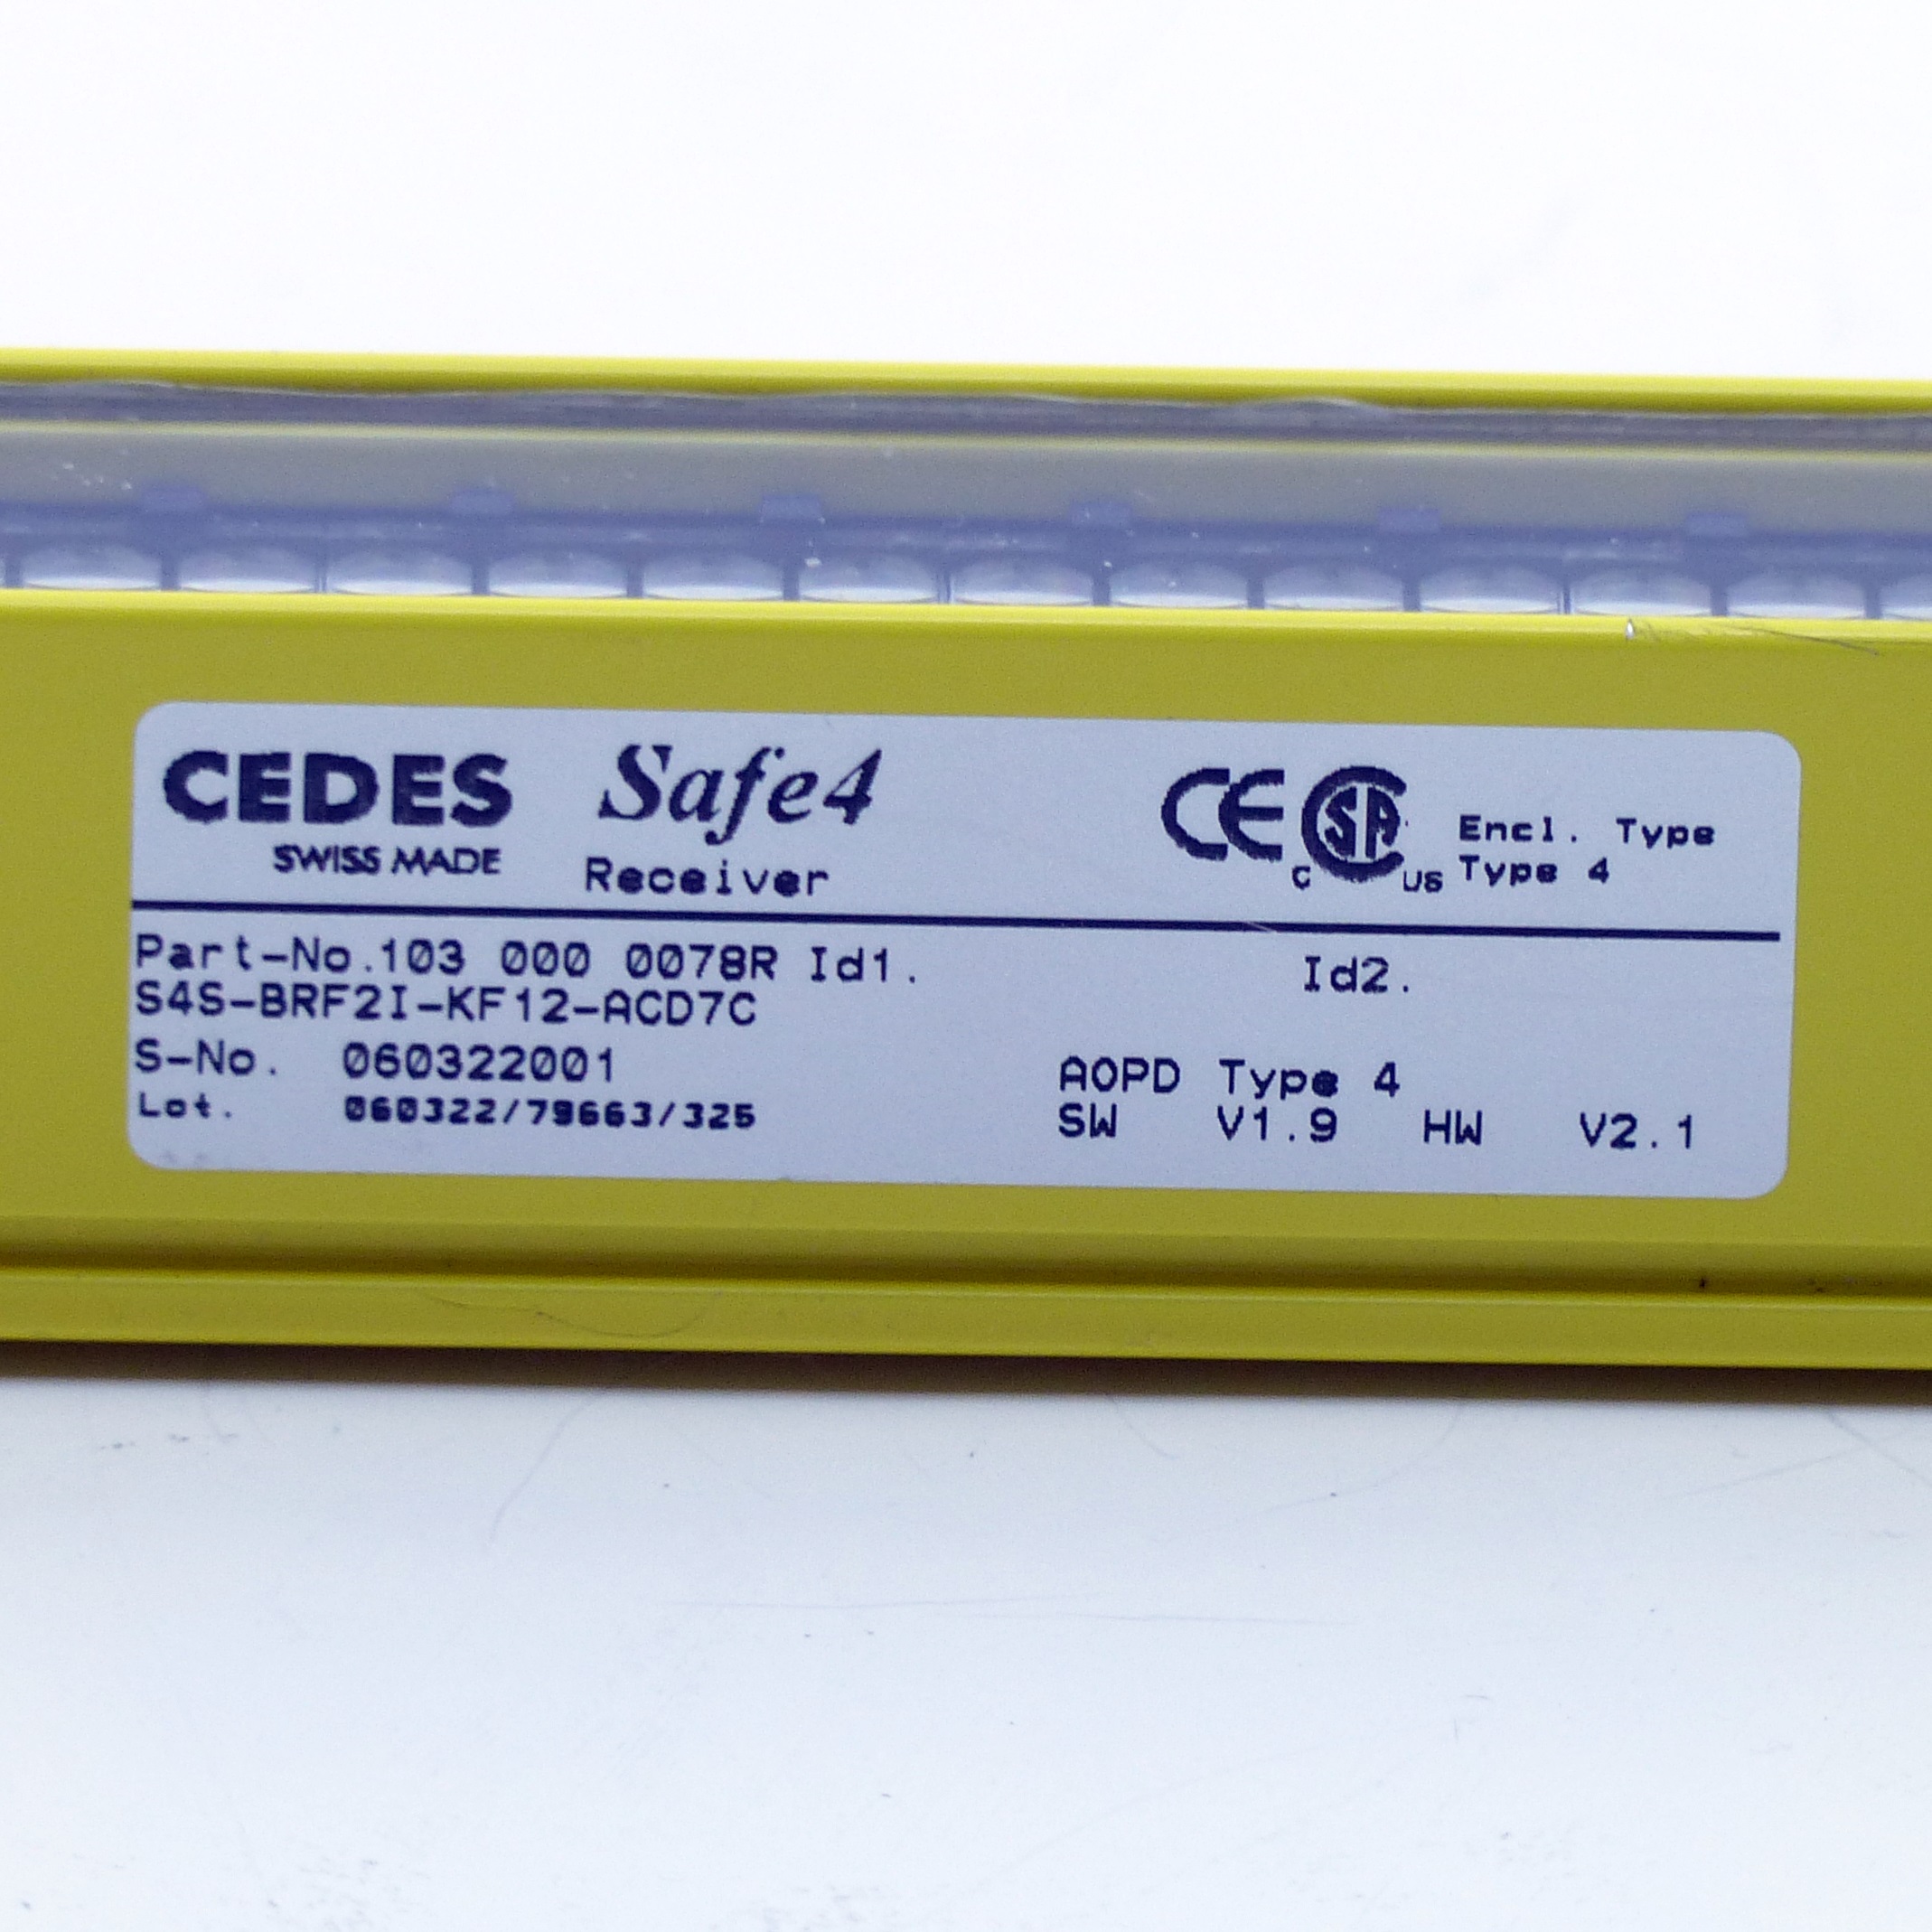 CEDES Safe4
SWISS MADE Receiver
CE C SA US Encl. Type
Type 4
Part-No.103 000 0078R Id1. Id2.
S4S-BRF2I-KF12-ACD7C
S-No. 060322001
Lot. 060322/79663/325
AOPD Type 4
SW V1.9 HW V2.1